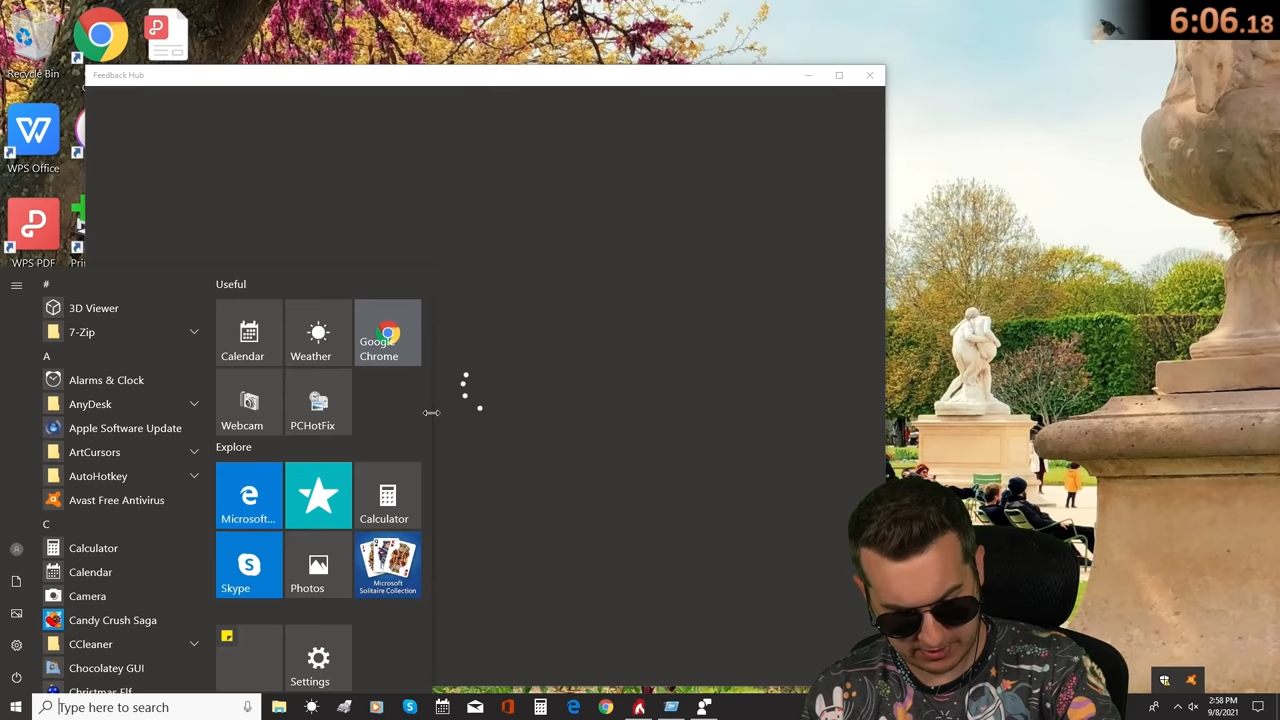 6:06.18
Recycle Bin
Feedback Hub
WPS Office
WPS PDF
#
3D Viewer
7-Zip
A
Alarms & Clock
AnyDesk
Apple Software Update
ArtCursors
AutoHotkey
Avast Free Antivirus
C
Calculator
Calendar
Camera
Candy Crush Saga
CCleaner
Chocolatey GUI
Christmas Elf
Useful
Calendar
Weather
Google
Chrome
Webcam
PCHotFix
Explore
Microsoft...
Calculator
Skype
Photos
Microsoft
Solitaire Collection
Settings
Type here to search
2:58 PM
9/8/2021